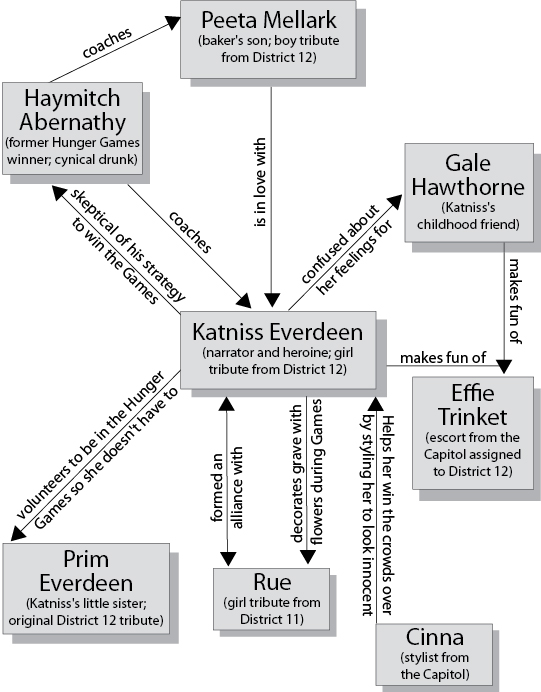 Peeta Mellark
(baker's son; boy tribute
from District 12)
coaches
Haymitch
Abernathy
(former Hunger Games
winner; cynical drunk)
Gale
Hawthorne
(Katniss's
childhood friend)
is in love with
coaches
skeptical of his strategy
to win the Games
confused about
her feelings for
makes fun of
Katniss Everdeen
(narrator and heroine; girl
tribute from District 12)
makes fun of
Effie
Trinket
(escort from the
Capitol assigned
to District 12)
volunteers to be in the Hunger
Games so she doesn't have to
formed an
alliance with
decorates grave with
flowers during Games
Helps her win the crowds over
by styling her to look innocent
Prim
Everdeen
(Katniss's little sister;
original District 12 tribute)
Rue
(girl tribute from
District 11)
Cinna
(stylist from
the Capitol)